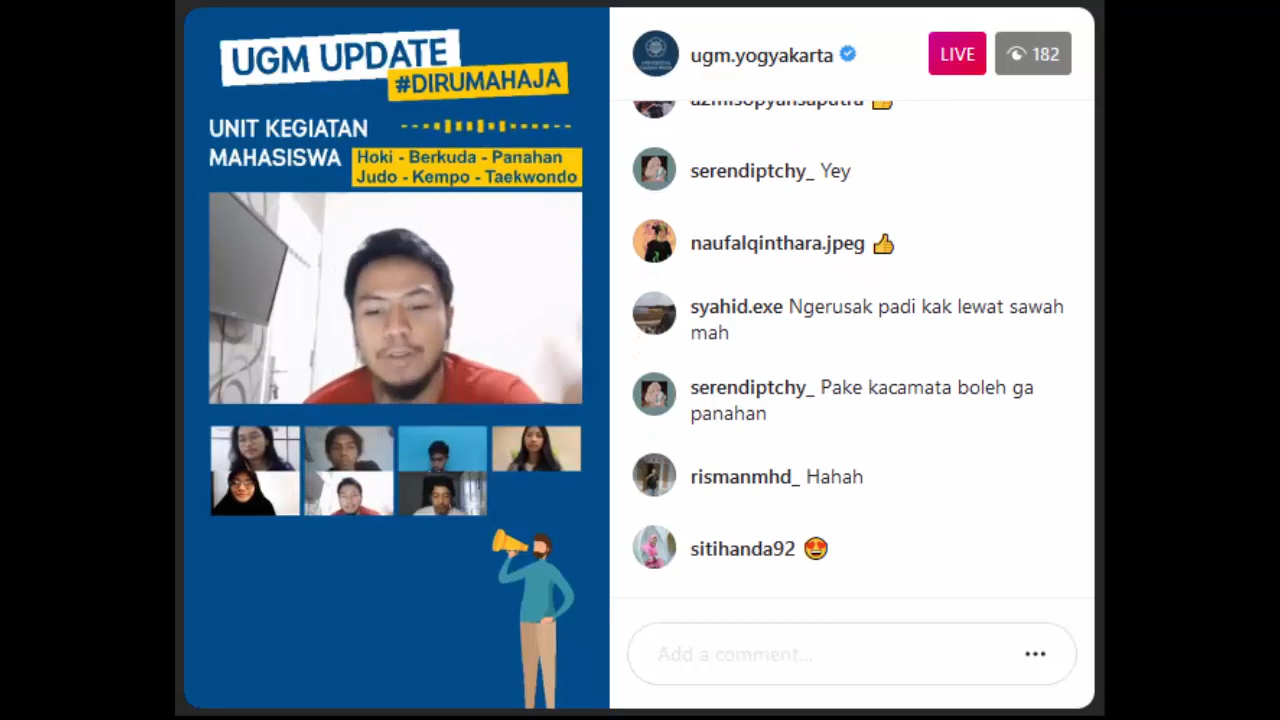 UGM UPDATE
#DIRUMAHAJA
UNIT KEGIATAN
MAHASISWA
Hoki - Berkuda - Panahan
Judo - Kempo - Taekwondo
ugm.yogyakarta
LIVE
182
azmisopyansaputra 👍
serendiptchy_ Yey
naufalqinthara.jpeg 👍
syahid.exe Ngerusak padi kak lewat sawah
mah
serendiptchy_ Pake kacamata boleh ga
panahan
rismanmhd_ Hahah
sitihanda92 😍
Add a comment...